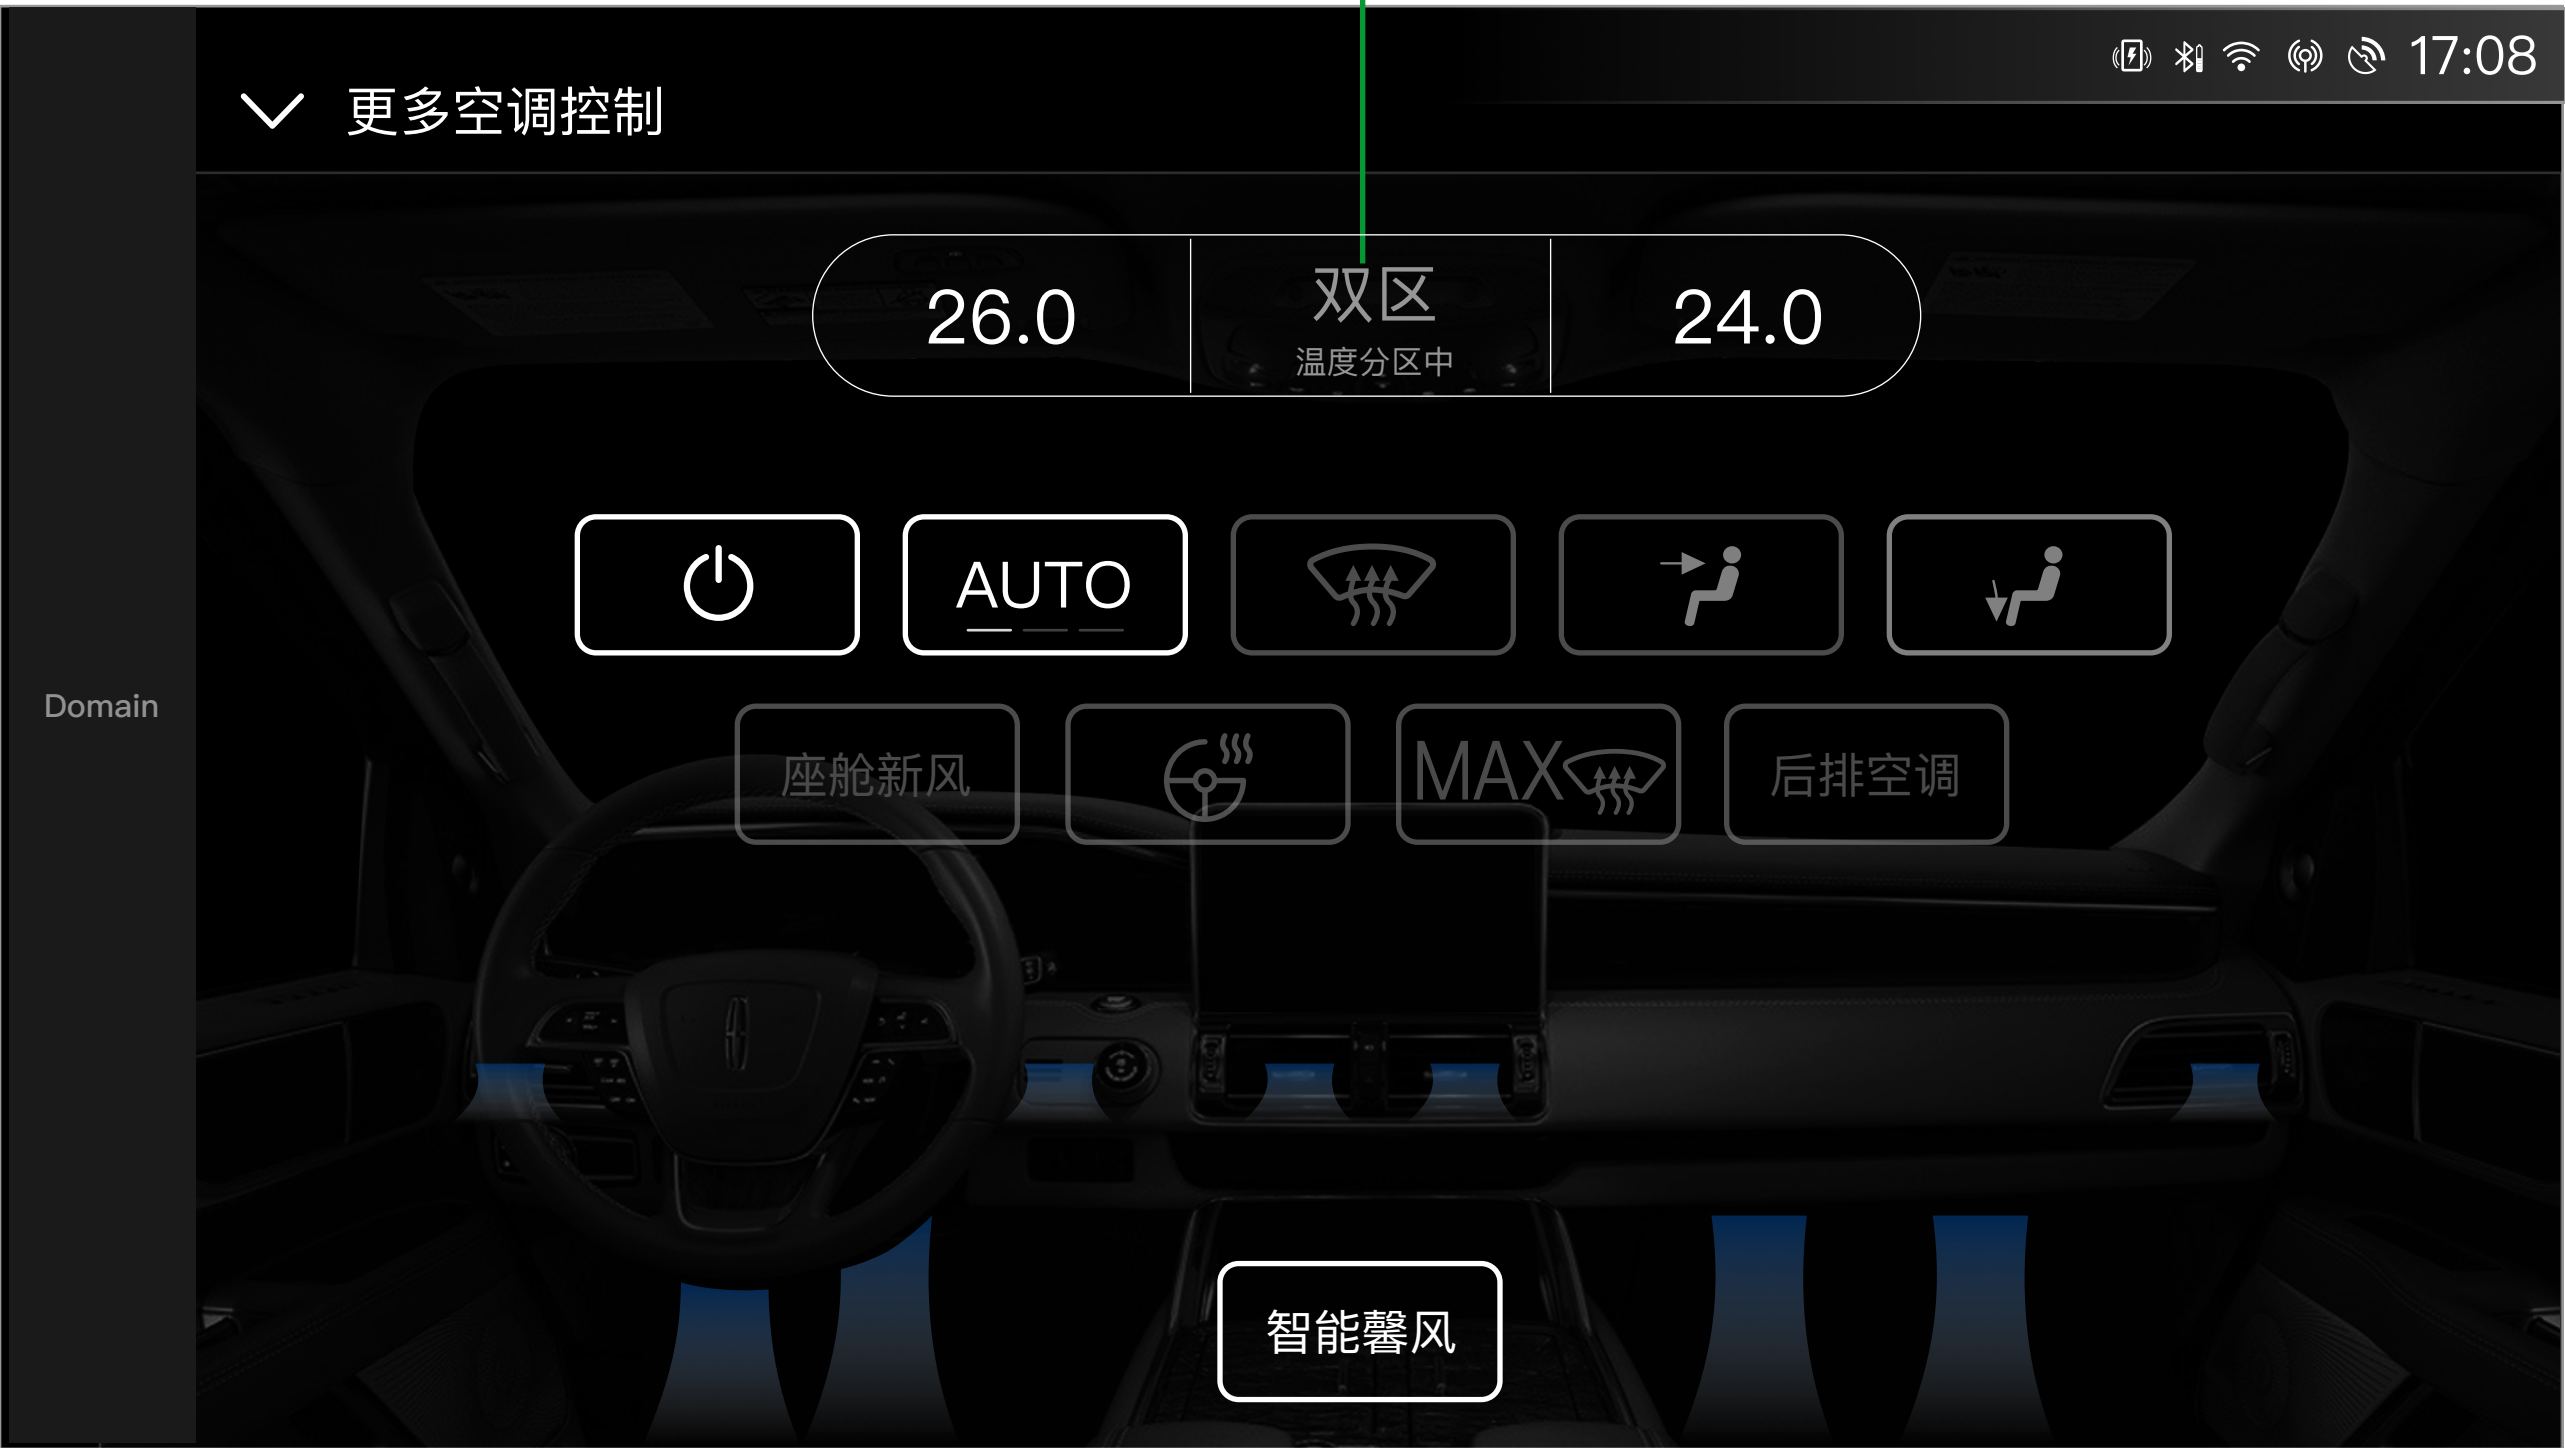 17:08
更多空调控制
26.0
双区
温度分区中
24.0
AUTO
Domain
座舱新风
MAX
后排空调
智能馨风